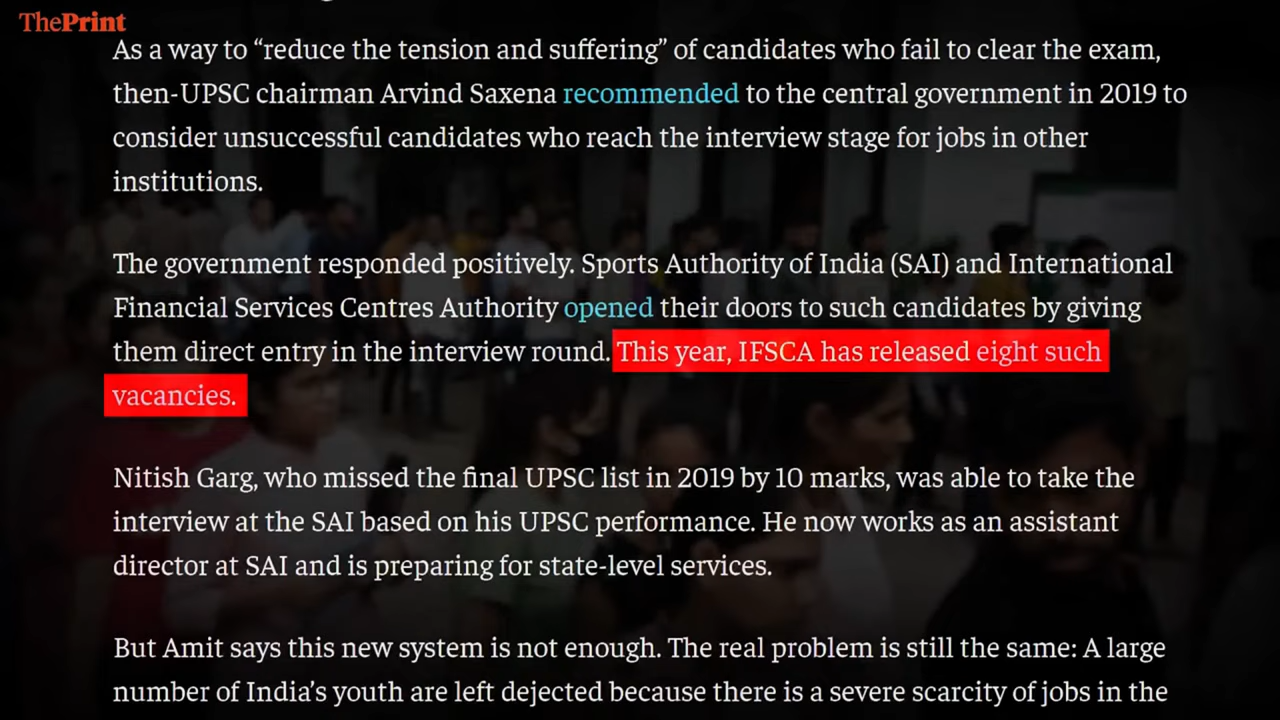 ThePrint
As a way to “reduce the tension and suffering” of candidates who fail to clear the exam,
then-UPSC chairman Arvind Saxena recommended to the central government in 2019 to
consider unsuccessful candidates who reach the interview stage for jobs in other
institutions.
The government responded positively. Sports Authority of India (SAI) and International
Financial Services Centres Authority opened their doors to such candidates by giving
them direct entry in the interview round. This year, IFSCA has released eight such
vacancies.
Nitish Garg, who missed the final UPSC list in 2019 by 10 marks, was able to take the
interview at the SAI based on his UPSC performance. He now works as an assistant
director at SAI and is preparing for state-level services.
But Amit says this new system is not enough. The real problem is still the same: A large
number of India’s youth are left dejected because there is a severe scarcity of jobs in the